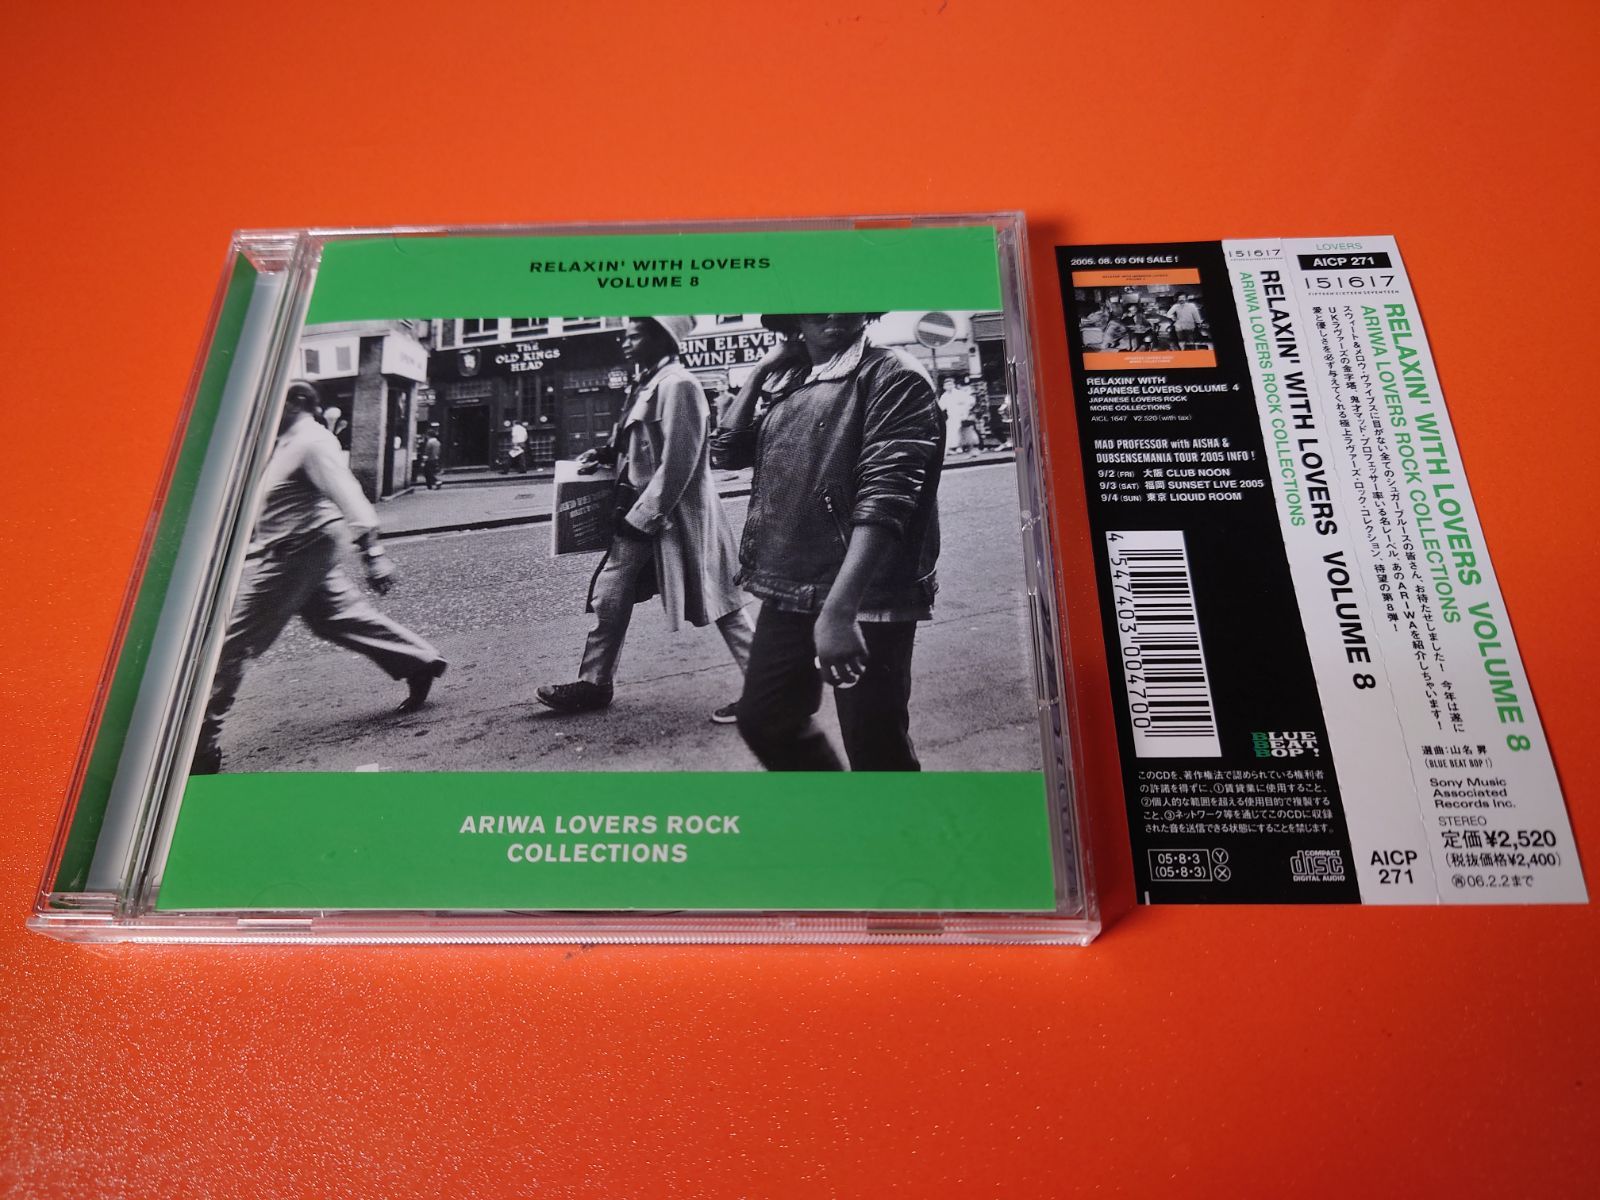 RELAXIN' WITH LOVERS
VOLUME 8
THE
OLD KINGS
HEAD
BIN ELEVEN
WINE BAR
ARIWA LOVERS ROCK
COLLECTIONS
2005. 08. 03 ON SALE !
RELAXIN' WITH
JAPANESE LOVERS VOLUME 4
JAPANESE LOVERS ROCK
MORE COLLECTIONS
AICL 1647 ¥2,520(with tax)
MAD PROFESSOR with AISHA &
DUBSENSEMANIA TOUR 2005 INFO !
9/2 (FRI) 大阪 CLUB NOON
9/3 (SAT) 福岡 SUNSET LIVE 2005
9/4 (SUN) 東京 LIQUID ROOM
4 547403 004700
BLUE
BEAT
BOP !
このCDを、著作権法で認められている権利者
の許諾を得ずに、①賃貸業に使用すること、
②個人的な範囲を超える使用目的で複製する
こと、③ネットワーク等を通じてこのCDに収録
された音を送信できる状態にすることを禁じます。
05・8・3 Ⓨ
(05・8・3) Ⓧ
COMPACT
disc
DIGITAL AUDIO
151617
RELAXIN' WITH LOVERS VOLUME 8
ARIWA LOVERS ROCK COLLECTIONS
AICP
271
LOVERS
AICP 271
151617
FIFTEEN SIXTEEN SEVENTEEN
RELAXIN' WITH LOVERS VOLUME 8
ARIWA LOVERS ROCK COLLECTIONS
スウィート&メロウ・ヴァイブスに目がない全てのシュガーブルースの皆さん、お待たせしました! 今年は遂に
UKラヴァーズの金字塔、鬼才マッド・プロフェッサー率いる名レーベル、あのARIWAを紹介しちゃいます!
愛と優しさを必ず与えてくれる極上ラヴァーズ・ロック・コレクション、待望の第8弾!
選曲:山名 昇
(BLUE BEAT BOP !)
Sony Music
Associated
Records Inc.
STEREO
定価¥2,520
(税抜価格¥2,400)
㋐06.2.2まで